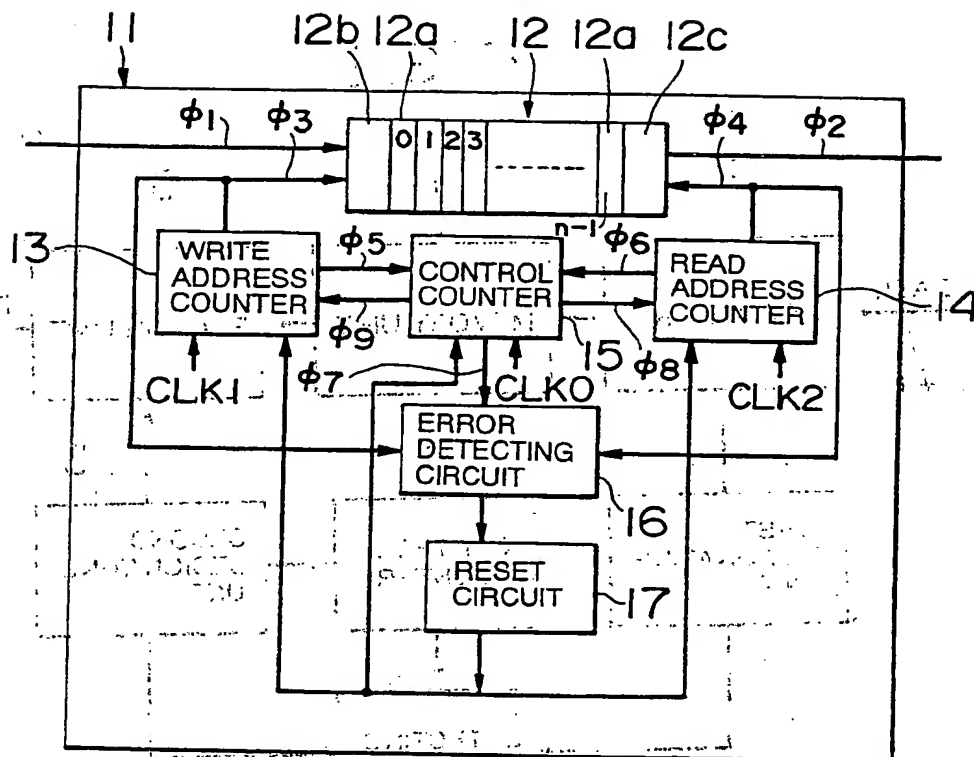 11
12b 12a 12 12a 12c
φ1 φ3 φ4 φ2
0 1 2 3 n-1
13
WRITE
ADDRESS
COUNTER
φ5
φ9
CONTROL
COUNTER
15
φ6
φ8
READ
ADDRESS
COUNTER
14
CLK1
φ7
CLK0
CLK2
ERROR
DETECTING
CIRCUIT
16
RESET
CIRCUIT
17